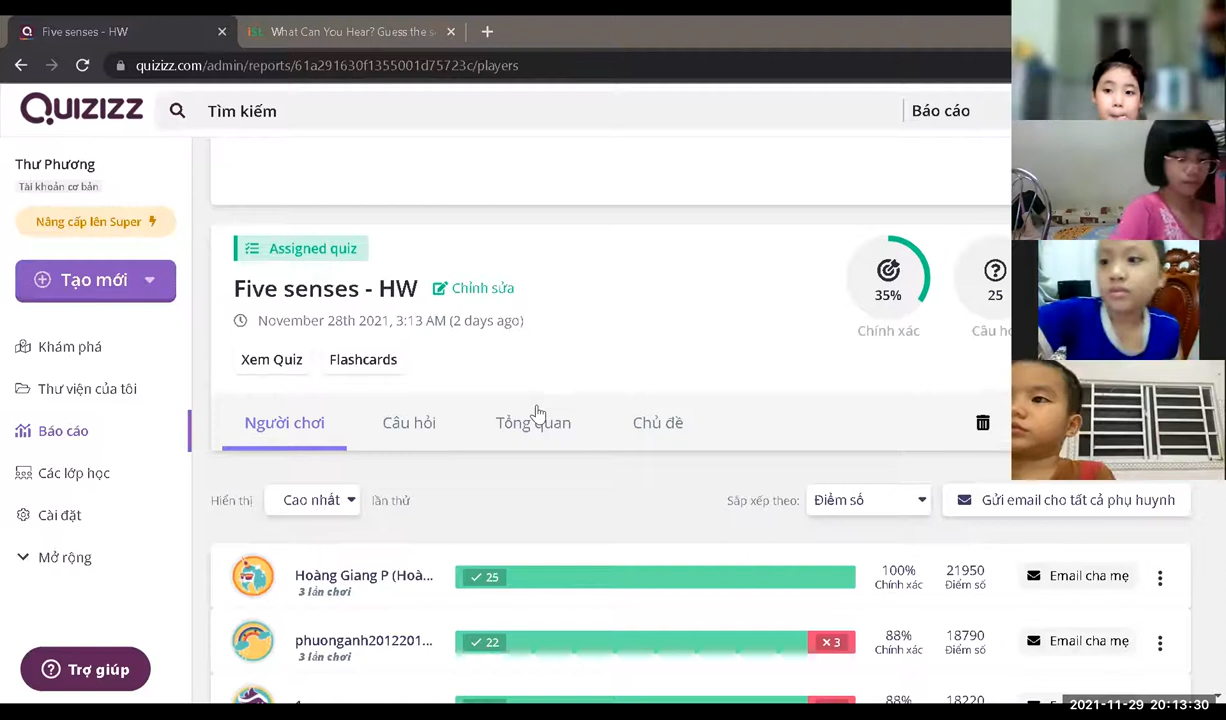 Five senses - HW
What Can You Hear? Guess the s
quizizz.com/admin/reports/61a291630f1355001d75723c/players
QUIZIZZ
Tìm kiếm
Báo cáo
Thư Phương
Tài khoản cơ bản
Nâng cấp lên Super
Tạo mới
Khám phá
Thư viện của tôi
Báo cáo
Các lớp học
Cài đặt
Mở rộng
Trợ giúp
Assigned quiz
Five senses - HW
Chỉnh sửa
November 28th 2021, 3:13 AM (2 days ago)
Xem Quiz
Flashcards
35%
Chính xác
25
Câu hỏ
Người chơi
Câu hỏi
Tổng quan
Chủ đề
Hiển thị
Cao nhất
lần thử
Sắp xếp theo:
Điểm số
Gửi email cho tất cả phụ huynh
Hoàng Giang P (Hoà...
3 lần chơi
25
100%
Chính xác
21950
Điểm số
Email cha mẹ
phuonganh2012201...
3 lần chơi
22
3
88%
Chính xác
18790
Điểm số
Email cha mẹ
88%
18220
2021-11-29 20:13:30